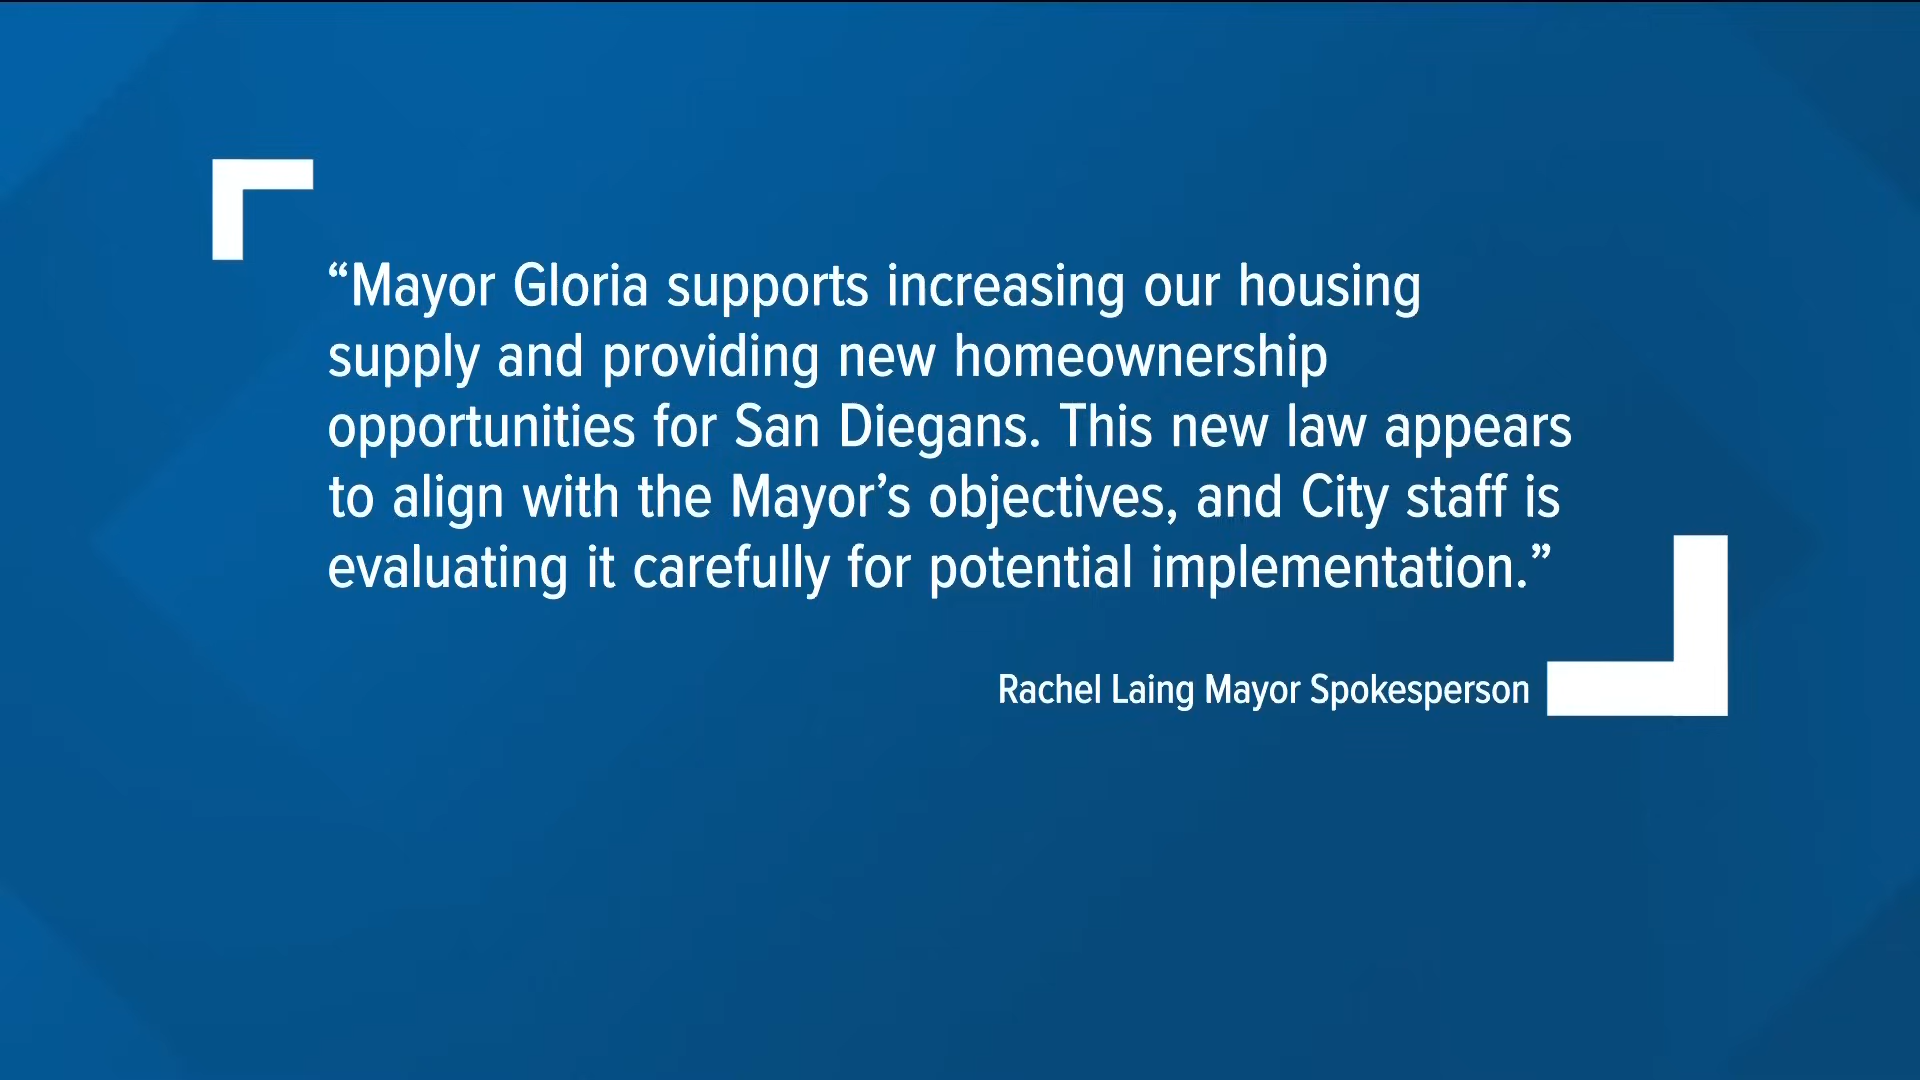 “Mayor Gloria supports increasing our housing
supply and providing new homeownership
opportunities for San Diegans. This new law appears
to align with the Mayor’s objectives, and City staff is
evaluating it carefully for potential implementation.”
Rachel Laing Mayor Spokesperson